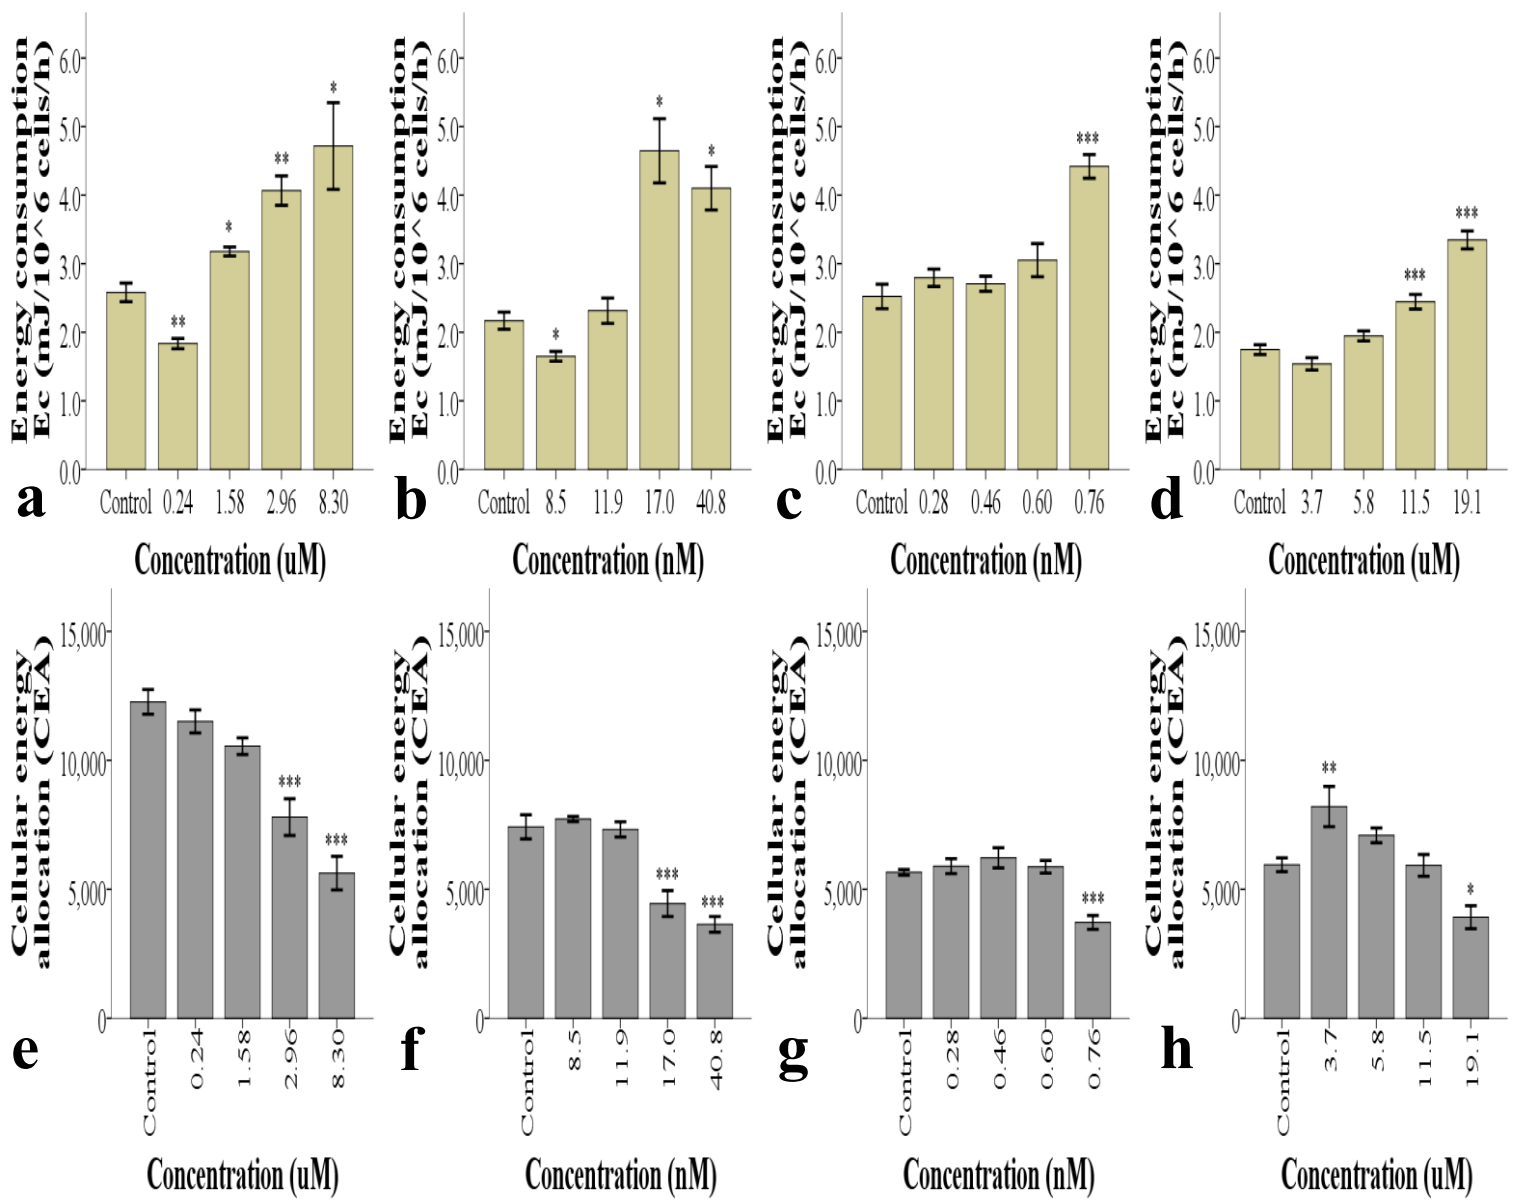 Energy consumption
Ec (mJ/10^6 cells/h)
6.0
5.0
4.0
3.0
2.0
1.0
0.0
**
*
**
*
Control 0.24 1.58 2.96 8.30
a
Concentration (uM)
Energy consumption
Ec (mJ/10^6 cells/h)
6.0
5.0
4.0
3.0
2.0
1.0
0.0
*
*
*
Control 8.5 11.9 17.0 40.8
b
Concentration (nM)
Energy consumption
Ec (mJ/10^6 cells/h)
6.0
5.0
4.0
3.0
2.0
1.0
0.0
***
Control 0.28 0.46 0.60 0.76
c
Concentration (nM)
Energy consumption
Ec (mJ/10^6 cells/h)
6.0
5.0
4.0
3.0
2.0
1.0
0.0
***
***
Control 3.7 5.8 11.5 19.1
d
Concentration (uM)
Cellular energy
allocation (CEA)
15,000
10,000
5,000
0
***
***
Control 0.24 1.58 2.96 8.30
e
Concentration (uM)
Cellular energy
allocation (CEA)
15,000
10,000
5,000
0
***
***
Control 8.5 11.9 17.0 40.8
f
Concentration (nM)
Cellular energy
allocation (CEA)
15,000
10,000
5,000
0
***
Control 0.28 0.46 0.60 0.76
g
Concentration (nM)
Cellular energy
allocation (CEA)
15,000
10,000
5,000
0
**
*
Control 3.7 5.8 11.5 19.1
h
Concentration (uM)